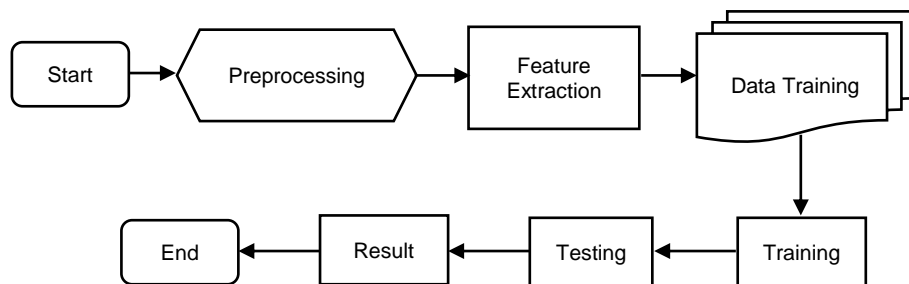 Start
Preprocessing
Feature
Extraction
Data Training
Training
Testing
Result
End